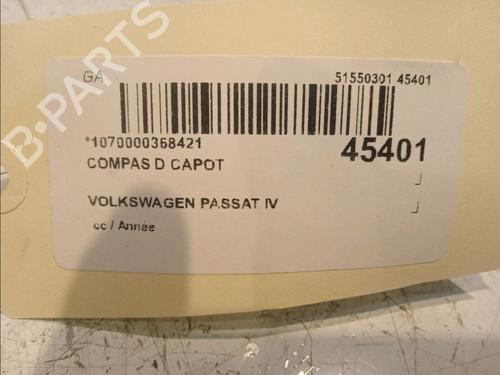 GA
51550301 45401
*1070000368421
45401
COMPAS D CAPOT
VOLKSWAGEN PASSAT IV
cc / Année
B-PARTS